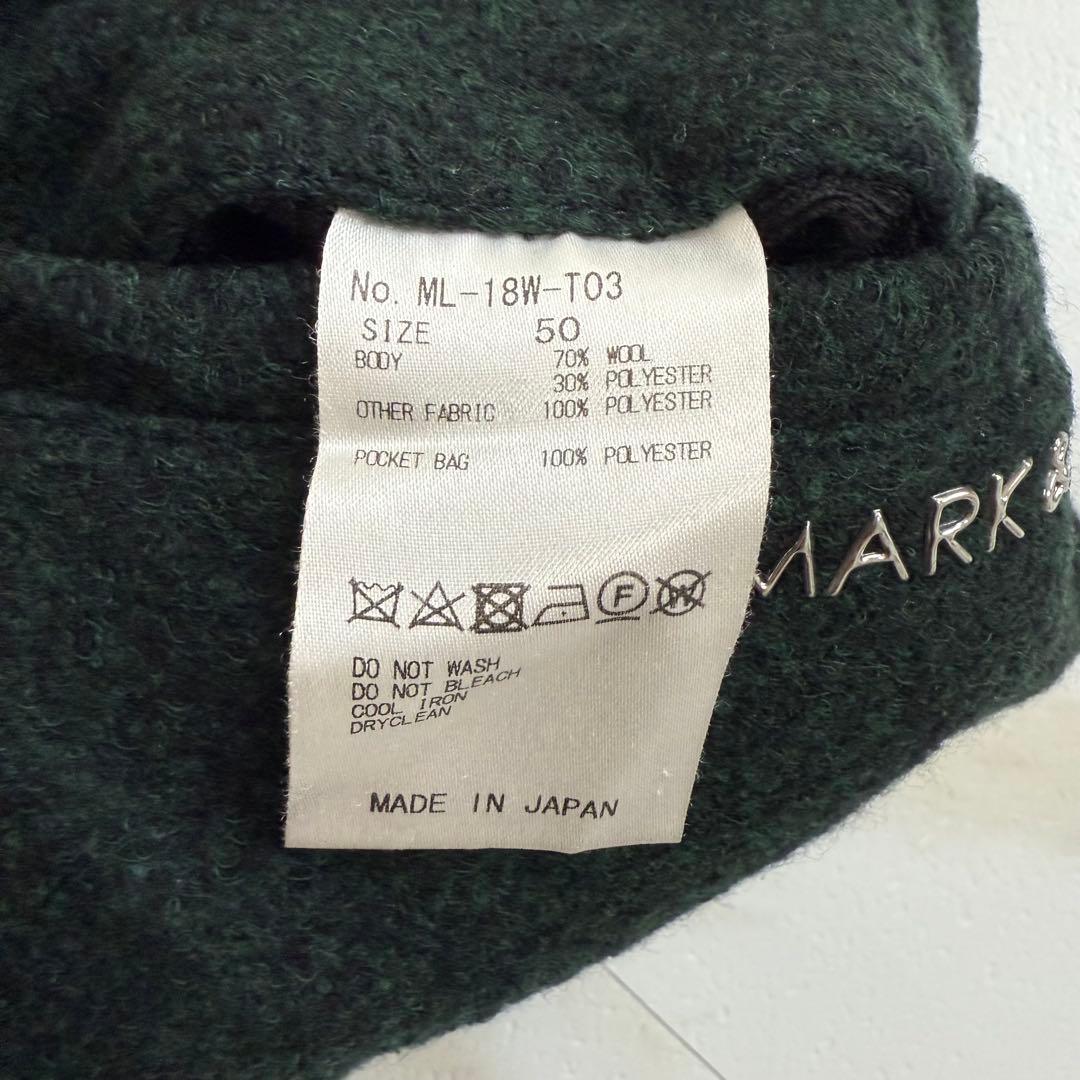 No. ML-18W-T03
SIZE 50
BODY 70% WOOL
30% POLYESTER
OTHER FABRIC 100% POLYESTER
POCKET BAG 100% POLYESTER
F
W
DO NOT WASH
DO NOT BLEACH
COOL IRON
DRYCLEAN
MADE IN JAPAN
MARK &